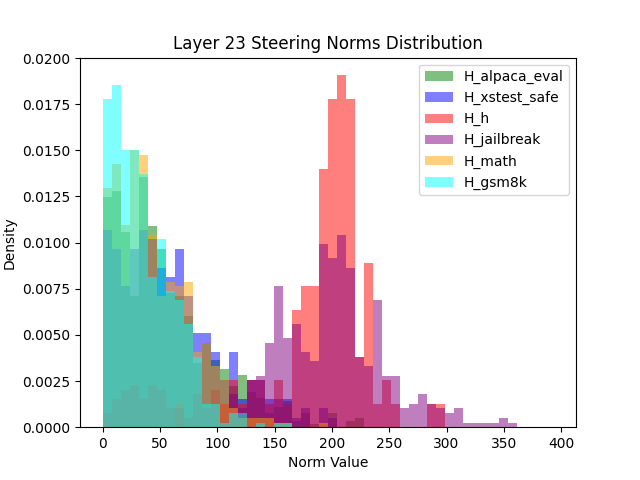 Layer 23 Steering Norms Distribution
0.0200
0.0175
0.0150
0.0125
0.0100
0.0075
0.0050
0.0025
0.0000
Density
H_alpaca_eval
H_xstest_safe
H_h
H_jailbreak
H_math
H_gsm8k
0 50 100 150 200 250 300 350 400
Norm Value